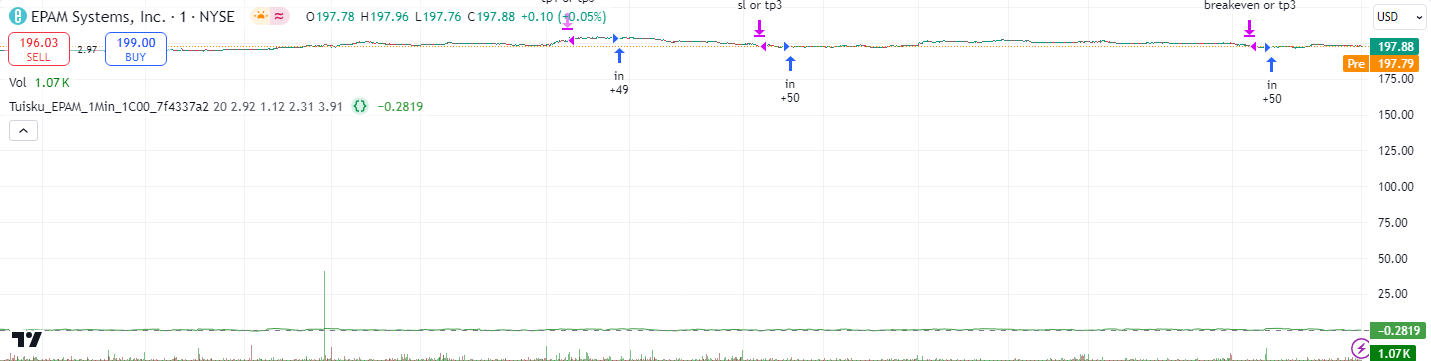 EPAM Systems, Inc. · 1 · NYSE
O197.78 H197.96 L197.76 C197.88 +0.10 (+0.05%)
sl or tp3
breakeven or tp3
USD
196.03
SELL
2.97
199.00
BUY
197.88
Pre 197.79
in
+49
in
+50
in
+50
Vol 1.07 K
175.00
Tuisku_EPAM_1Min_1C00_7f4337a2 20 2.92 1.12 2.31 3.91 {} −0.2819
150.00
125.00
100.00
75.00
50.00
25.00
−0.2819
1.07 K